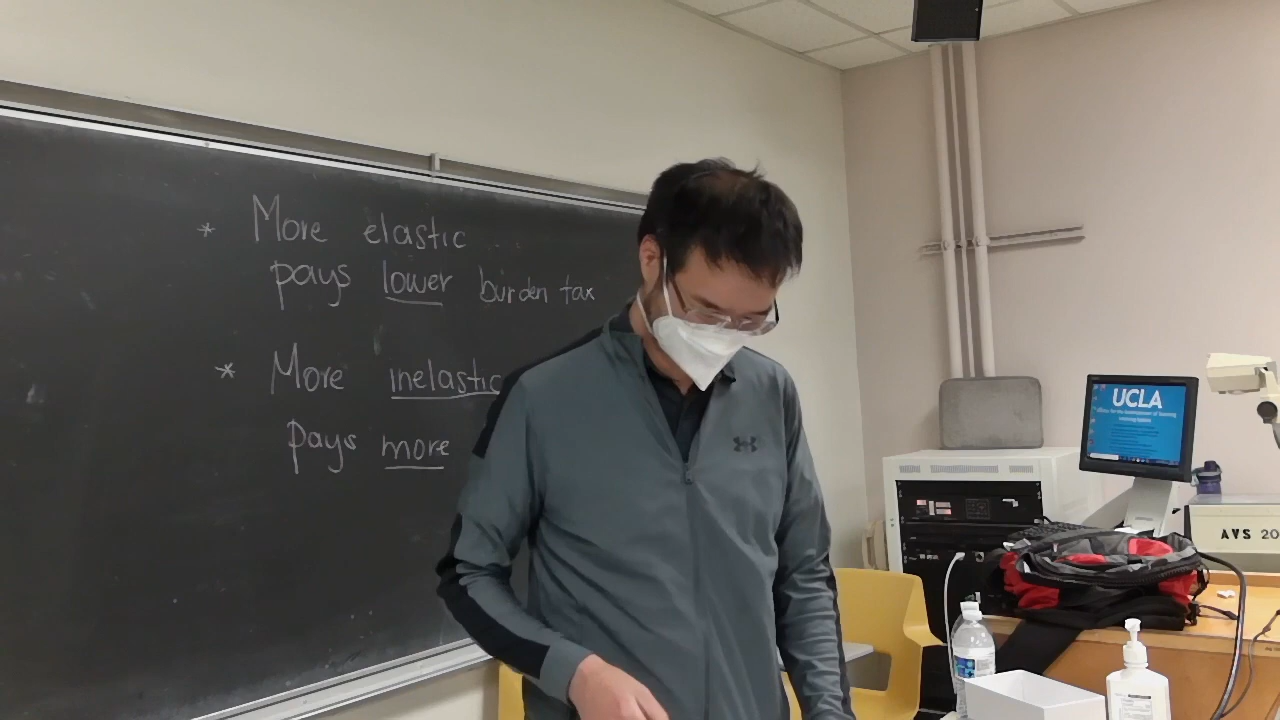 * More elastic
pays lower burden tax
* More inelastic
pays more
UCLA
AVS 20